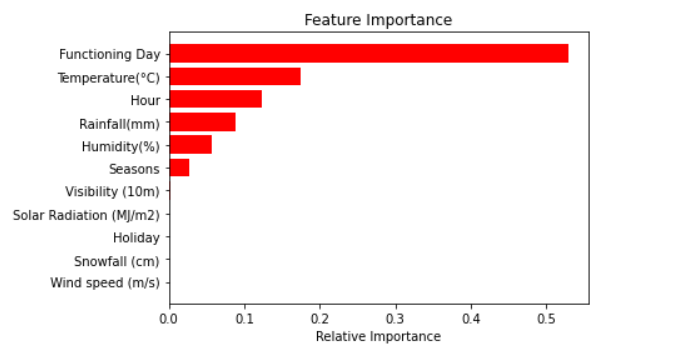 Feature Importance
Functioning Day
Temperature(°C)
Hour
Rainfall(mm)
Humidity(%)
Seasons
Visibility (10m)
Solar Radiation (MJ/m2)
Holiday
Snowfall (cm)
Wind speed (m/s)
0.0 0.1 0.2 0.3 0.4 0.5
Relative Importance